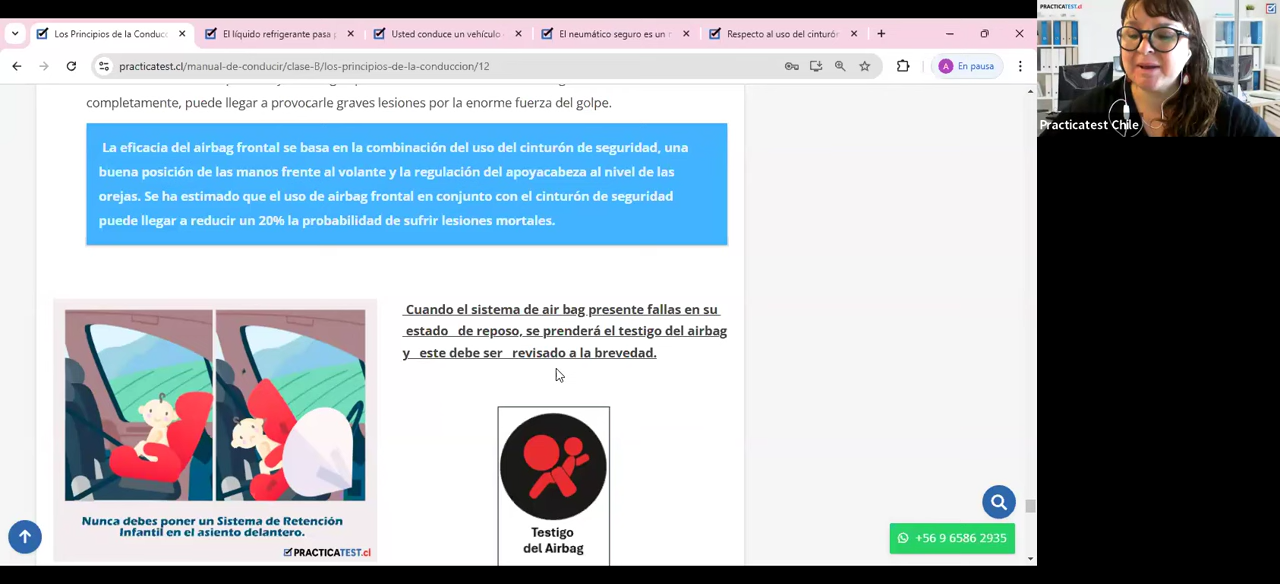 Los Principios de la Conducc
El líquido refrigerante pasa p
Usted conduce un vehículo
El neumático seguro es un
Respecto al uso del cinturón
practicatest.cl/manual-de-conducir/clase-B/los-principios-de-la-conduccion/12
A En pausa
PRACTICATEST.cl
Practicatest Chile
completamente, puede llegar a provocarle graves lesiones por la enorme fuerza del golpe.
La eficacia del airbag frontal se basa en la combinación del uso del cinturón de seguridad, una
buena posición de las manos frente al volante y la regulación del apoyacabeza al nivel de las
orejas. Se ha estimado que el uso de airbag frontal en conjunto con el cinturón de seguridad
puede llegar a reducir un 20% la probabilidad de sufrir lesiones mortales.
Cuando el sistema de air bag presente fallas en su
estado de reposo, se prenderá el testigo del airbag
y este debe ser revisado a la brevedad.
Nunca debes poner un Sistema de Retención
Infantil en el asiento delantero.
PRACTICATEST.cl
Testigo
del Airbag
+56 9 6586 2935